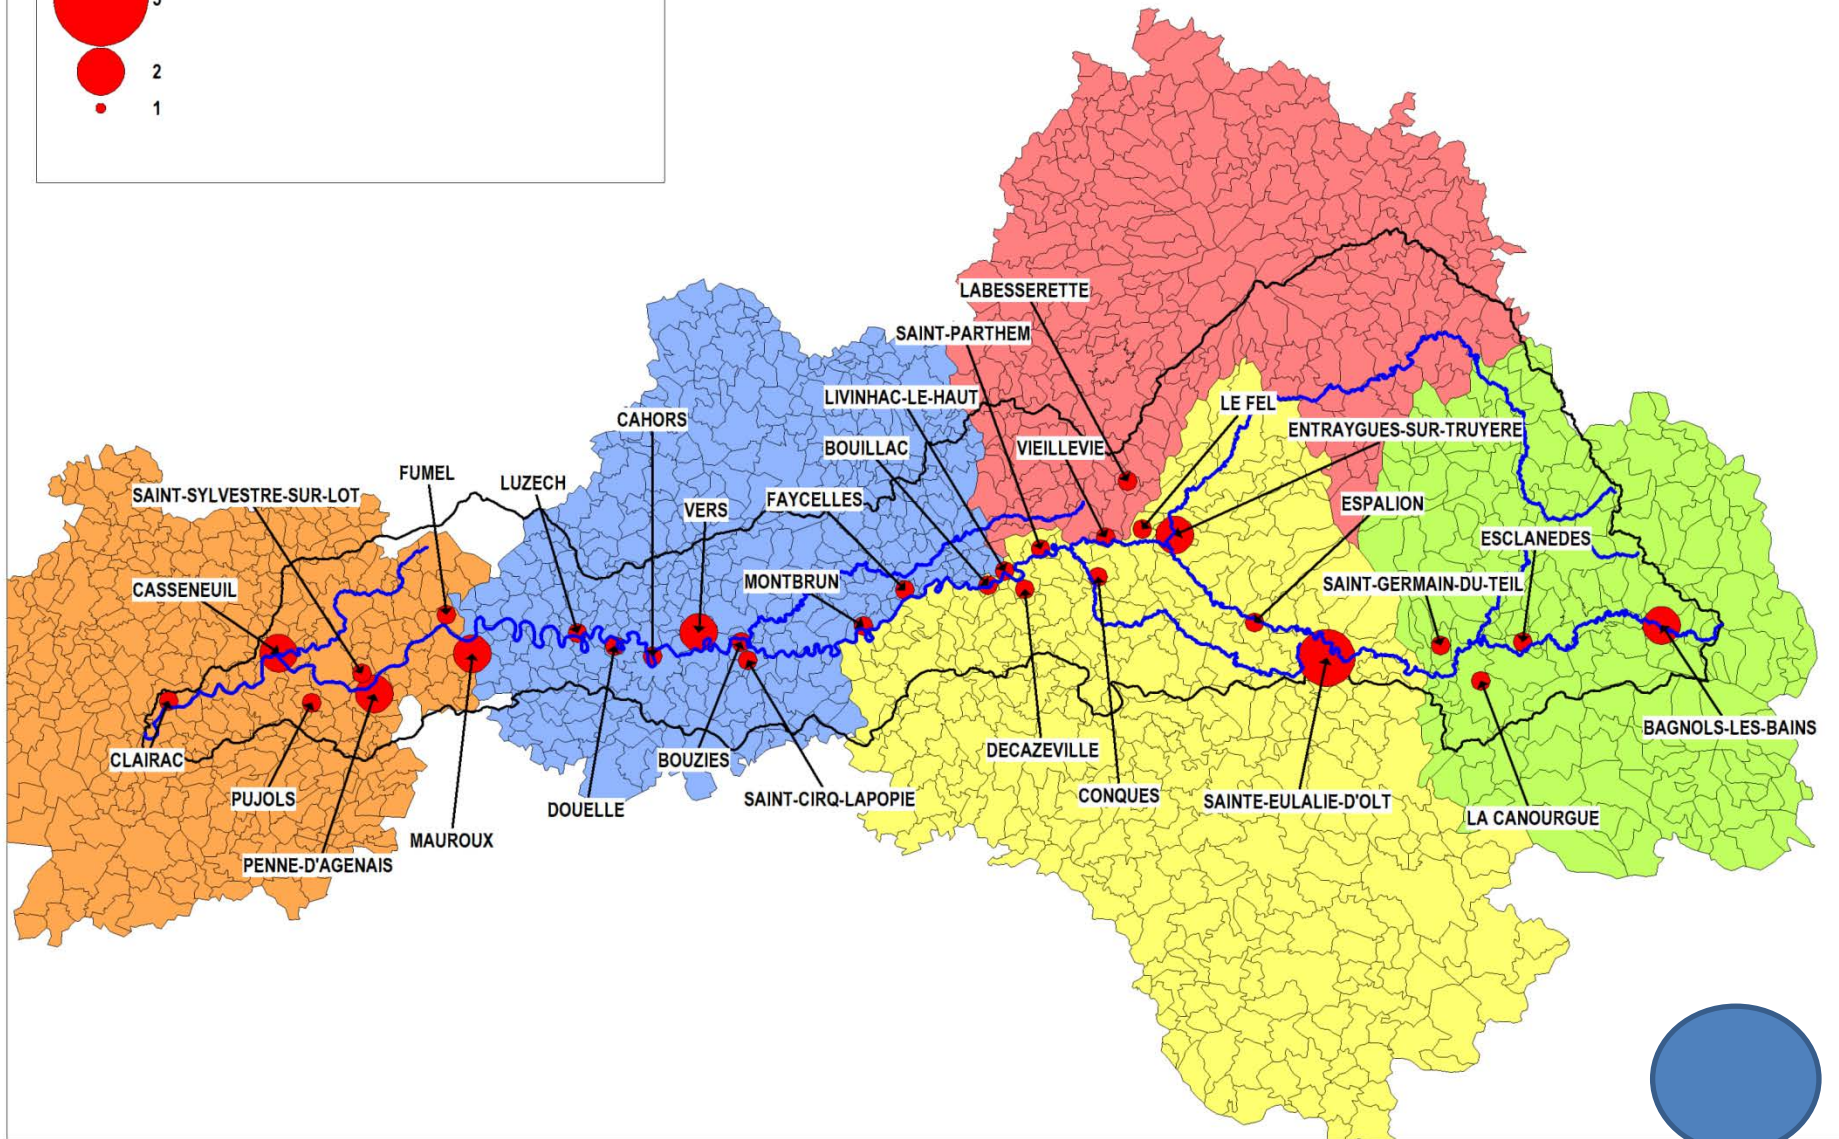 2
1
LABESSERETTE
SAINT-PARTHEM
LIVINHAC-LE-HAUT
LE FEL
CAHORS
ENTRAYGUES-SUR-TRUYERE
BOUILLAC
VIEILLEVIE
FUMEL
LUZECH
SAINT-SYLVESTRE-SUR-LOT
FAYCELLES
VERS
ESPALION
ESCLANEDES
MONTBRUN
SAINT-GERMAIN-DU-TEIL
CASSENEUIL
BAGNOLS-LES-BAINS
DECAZEVILLE
CLAIRAC
BOUZIES
CONQUES
PUJOLS
SAINT-CIRQ-LAPOPIE
SAINTE-EULALIE-D'OLT
DOUELLE
LA CANOURGUE
MAUROUX
PENNE-D'AGENAIS